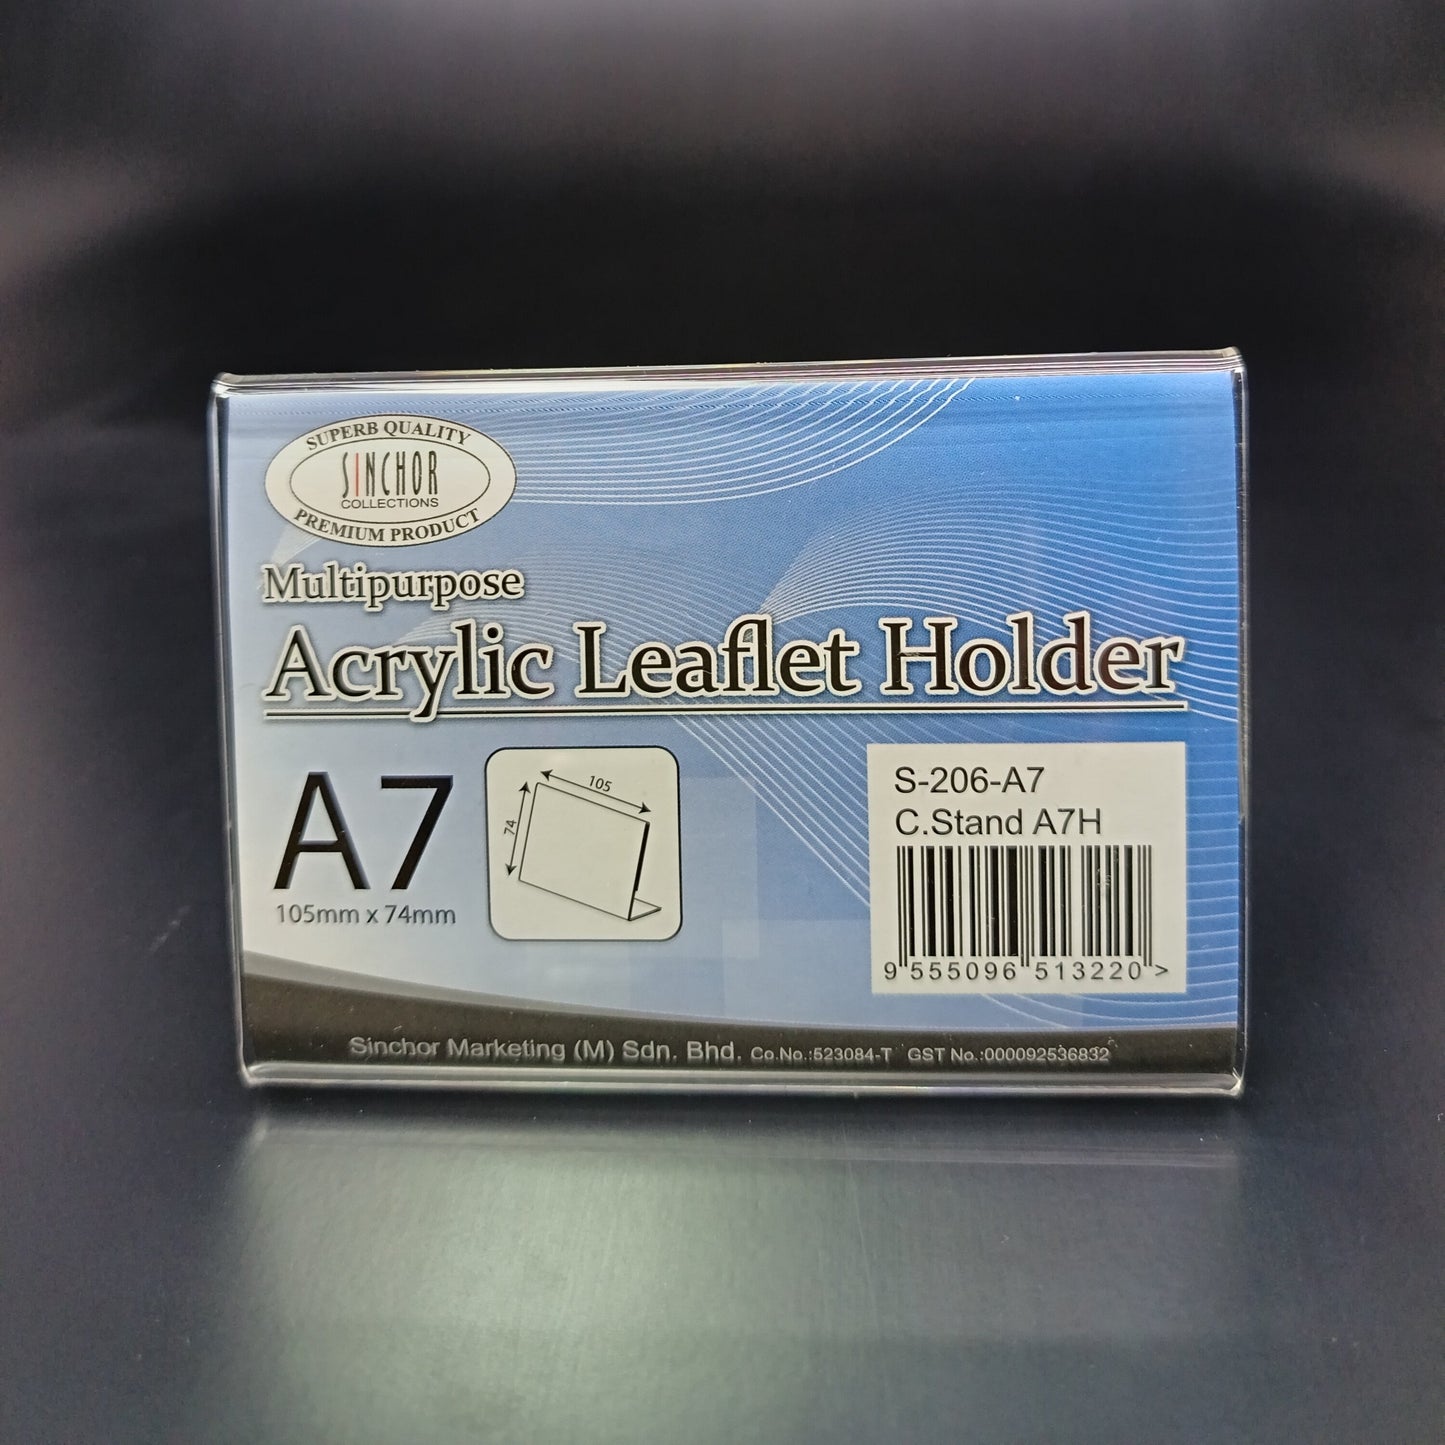 SUPERB QUALITY
SINCHOR
COLLECTIONS
PREMIUM PRODUCT
Multipurpose
Acrylic Leaflet Holder
A7
105mm x 74mm
105
74
S-206-A7
C.Stand A7H
9 555096 513220 >
Sinchor Marketing (M) Sdn. Bhd. Co.No.:523084-T GST No.:000092536832